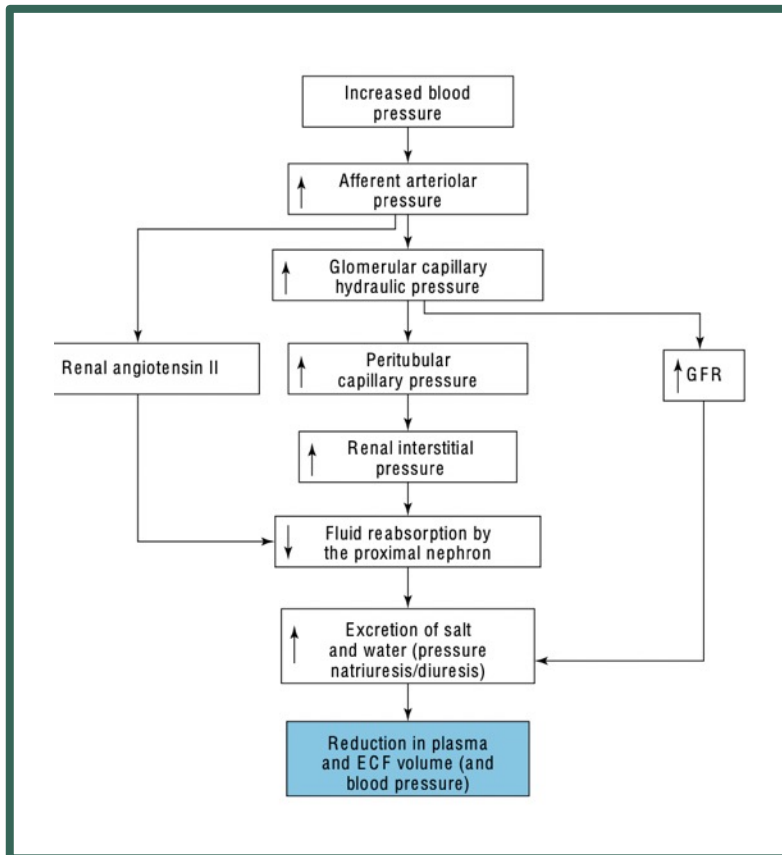 Increased blood
pressure
↑ Afferent arteriolar
pressure
↑ Glomerular capillary
hydraulic pressure
Renal angiotensin II
↑ Peritubular
capillary pressure
↑ GFR
↑ Renal interstitial
pressure
↓ Fluid reabsorption by
the proximal nephron
↑ Excretion of salt
and water (pressure
natriuresis/diuresis)
Reduction in plasma
and ECF volume (and
blood pressure)